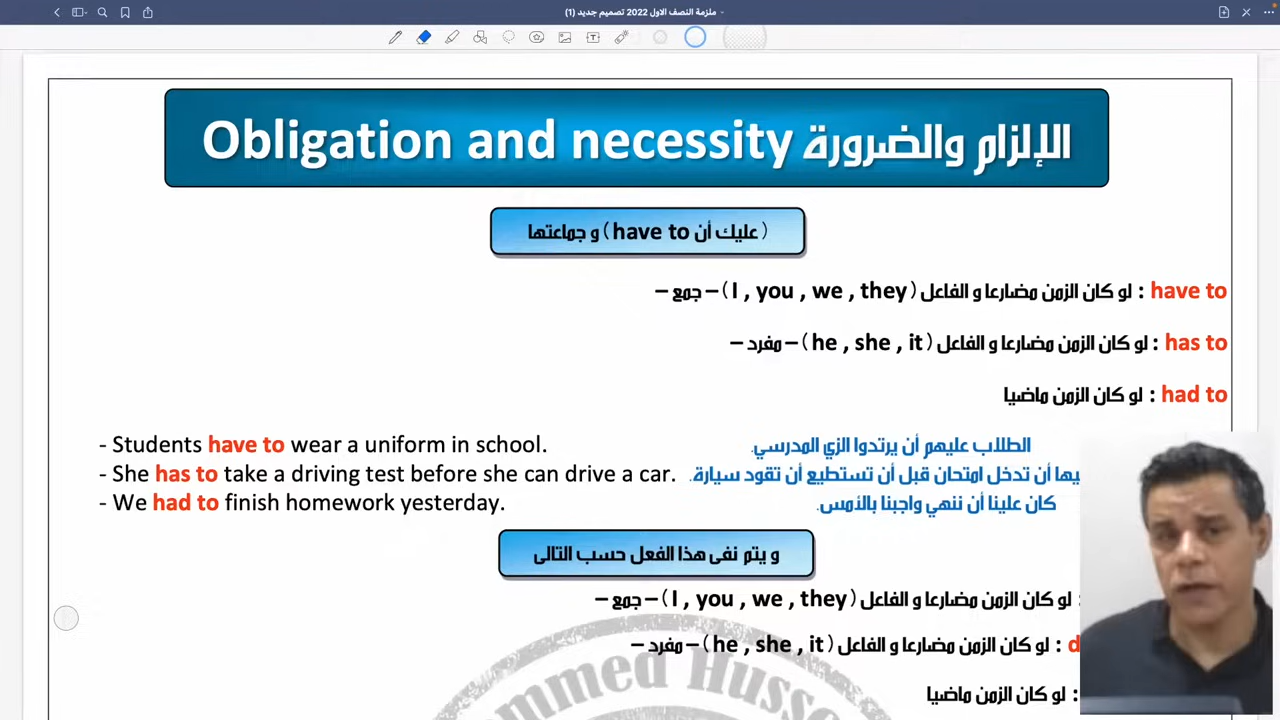 ملزمة النصف الاول 2022 تصميم جديد (1)
Obligation and necessity الإلزام والضرورة
(عليك أن have to) و جماعتها
have to : لو كان الزمن مضارعا و الفاعل (I , you , we , they) – جمع –
has to : لو كان الزمن مضارعا و الفاعل (he , she , it) – مفرد –
had to : لو كان الزمن ماضيا
- Students have to wear a uniform in school. الطلاب عليهم أن يرتدوا الزي المدرسي.
- She has to take a driving test before she can drive a car. أن تدخل امتحان قبل أن تستطيع أن تقود سيارة.
- We had to finish homework yesterday. كان علينا أن ننهي واجبنا بالأمس.
و يتم نفى هذا الفعل حسب التالى
: لو كان الزمن مضارعا و الفاعل (I , you , we , they) – جمع –
d : لو كان الزمن مضارعا و الفاعل (he , she , it) – مفرد –
: لو كان الزمن ماضيا